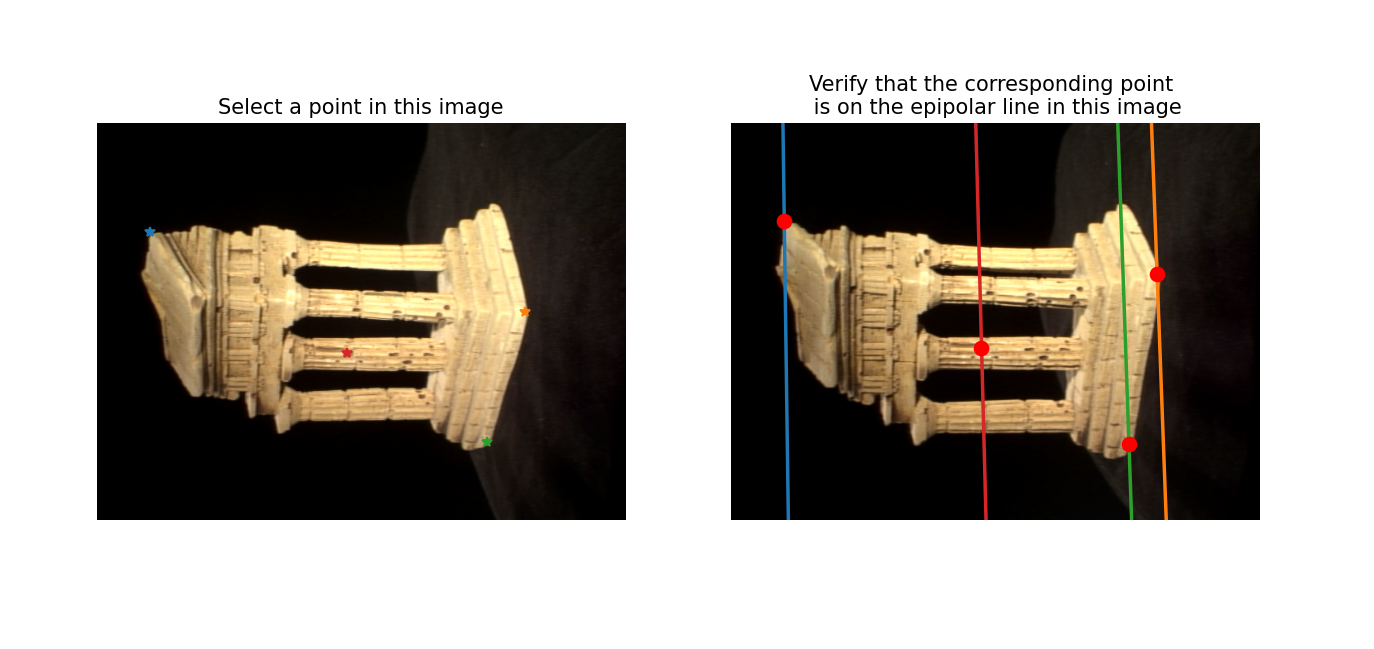 Select a point in this image
Verify that the corresponding point
is on the epipolar line in this image